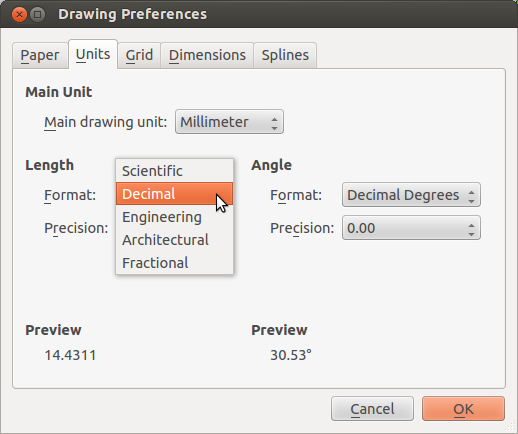 Drawing Preferences
Paper Units Grid Dimensions Splines
Main Unit
Main drawing unit: Millimeter
Length Angle
Format: Scientific Decimal Engineering Architectural Fractional Format: Decimal Degrees
Precision: Precision: 0.00
Preview Preview
14.4311 30.53°
Cancel OK